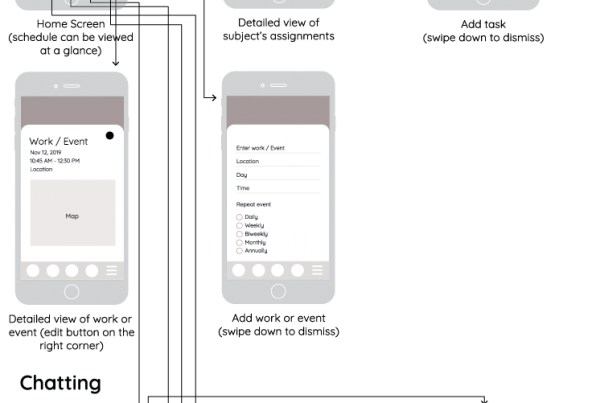 Home Screen
(schedule can be viewed
at a glance)
Detailed view of
subject's assignments
Add task
(swipe down to dismiss)
Work / Event
Nov 12, 2019
10:45 AM - 12:30 PM
Location
Map
Enter work / Event
Location
Day
Time
Repeat event
Daily
Weekly
Biweekly
Monthly
Annually
Detailed view of work or
event (edit button on the
right corner)
Add work or event
(swipe down to dismiss)
Chatting